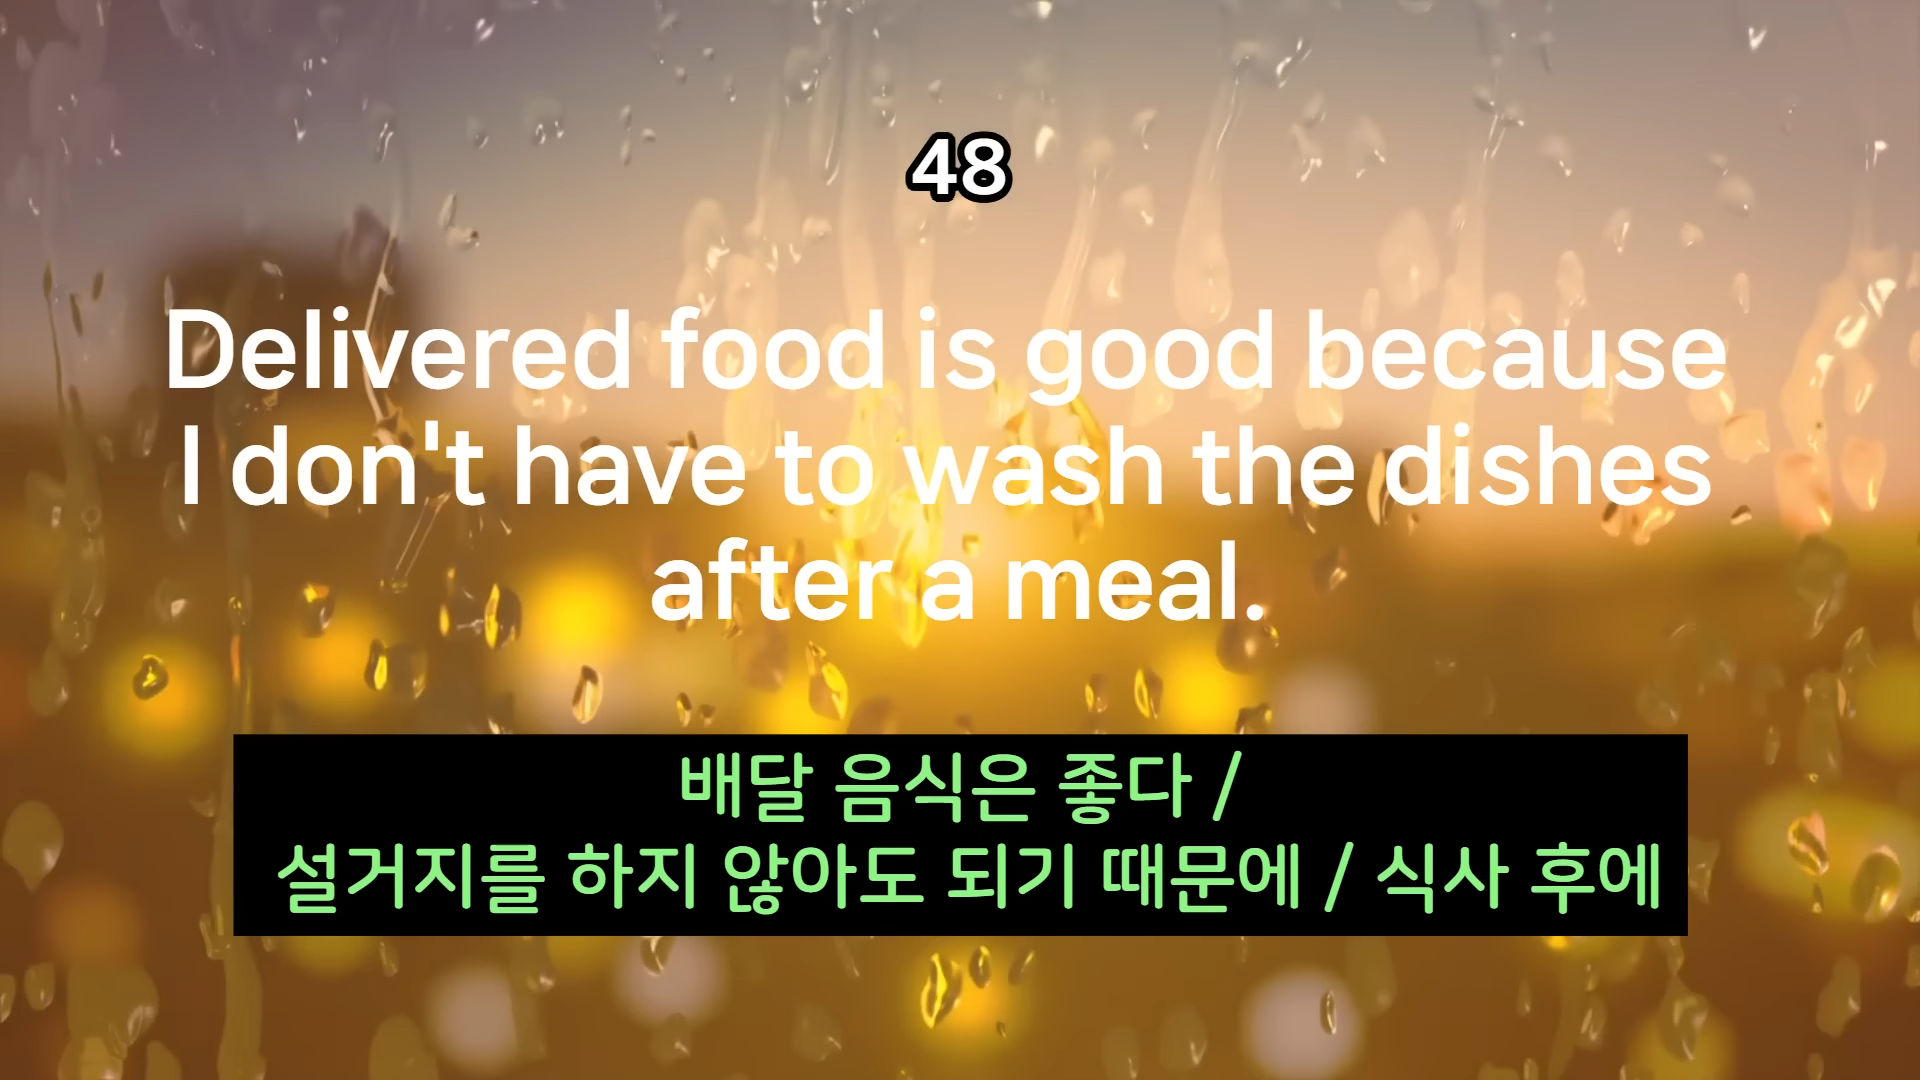 48
Delivered food is good because
I don't have to wash the dishes
after a meal.
배달 음식은 좋다 /
설거지를 하지 않아도 되기 때문에 / 식사 후에